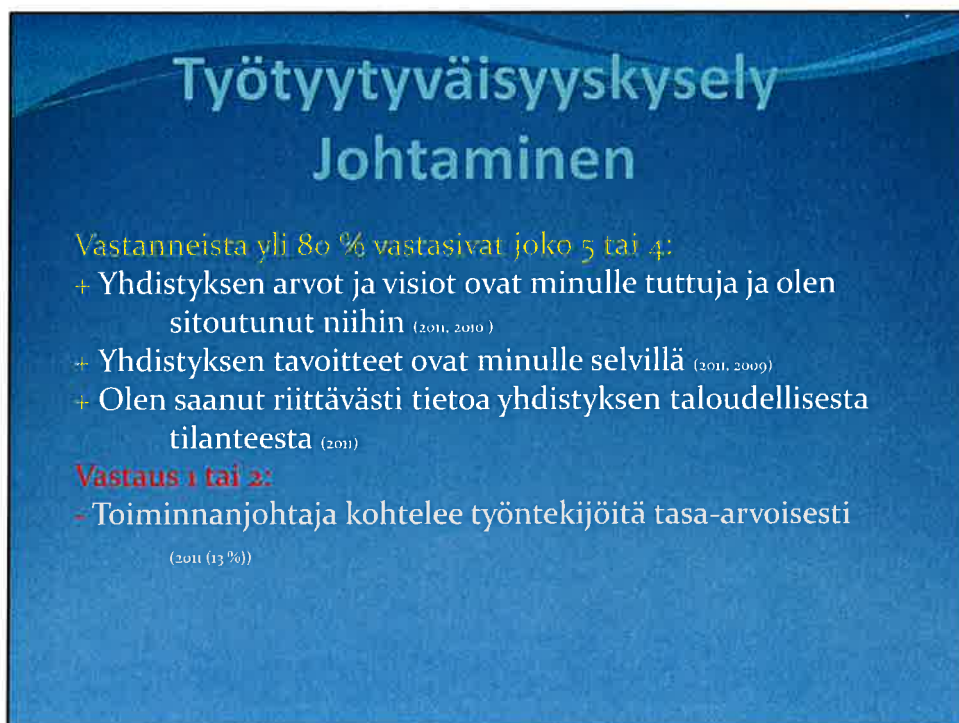 Työtyytyväisyyskysely
Johtaminen
Vastanneista yli 80 % vastasivat joko 5 tai 4:
+ Yhdistyksen arvot ja visiot ovat minulle tuttuja ja olen
sitoutunut niihin (2011, 2010 )
+ Yhdistyksen tavoitteet ovat minulle selvillä (2011, 2009)
+ Olen saanut riittävästi tietoa yhdistyksen taloudellisesta
tilanteesta (2011)
Vastaus 1 tai 2:
- Toiminnanjohtaja kohtelee työntekijöitä tasa-arvoisesti
(2011 (13 %))